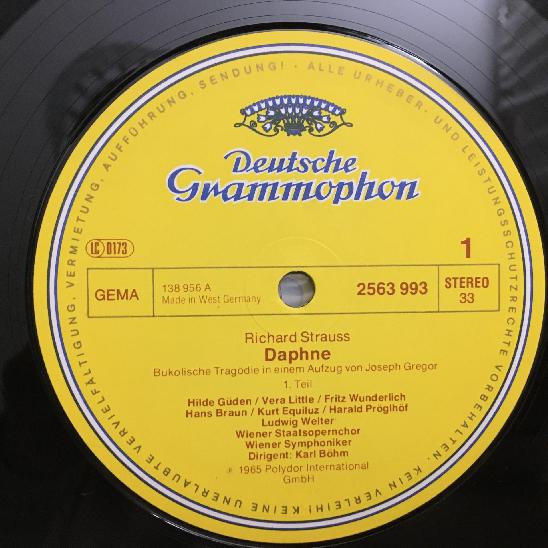 ALLE URHEBER- UND LEISTUNGSSCHUTZRECHTE VORBEHALTEN. KEIN VERLEIH! KEINE UNERLAUBTE VERVIELFÄLTIGUNG, VERMIETUNG, AUFFÜHRUNG, SENDUNG! ·
Deutsche
Grammophon
LC 0173
1
GEMA
138 956 A
Made in West Germany
2563 993
STEREO
33
Richard Strauss
Daphne
Bukolische Tragödie in einem Aufzug von Joseph Gregor
1. Teil
Hilde Güden / Vera Little / Fritz Wunderlich
Hans Braun / Kurt Equiluz / Harald Pröglhöf
Ludwig Welter
Wiener Staatsopernchor
Wiener Symphoniker
Dirigent: Karl Böhm
℗ 1965 Polydor International
GmbH